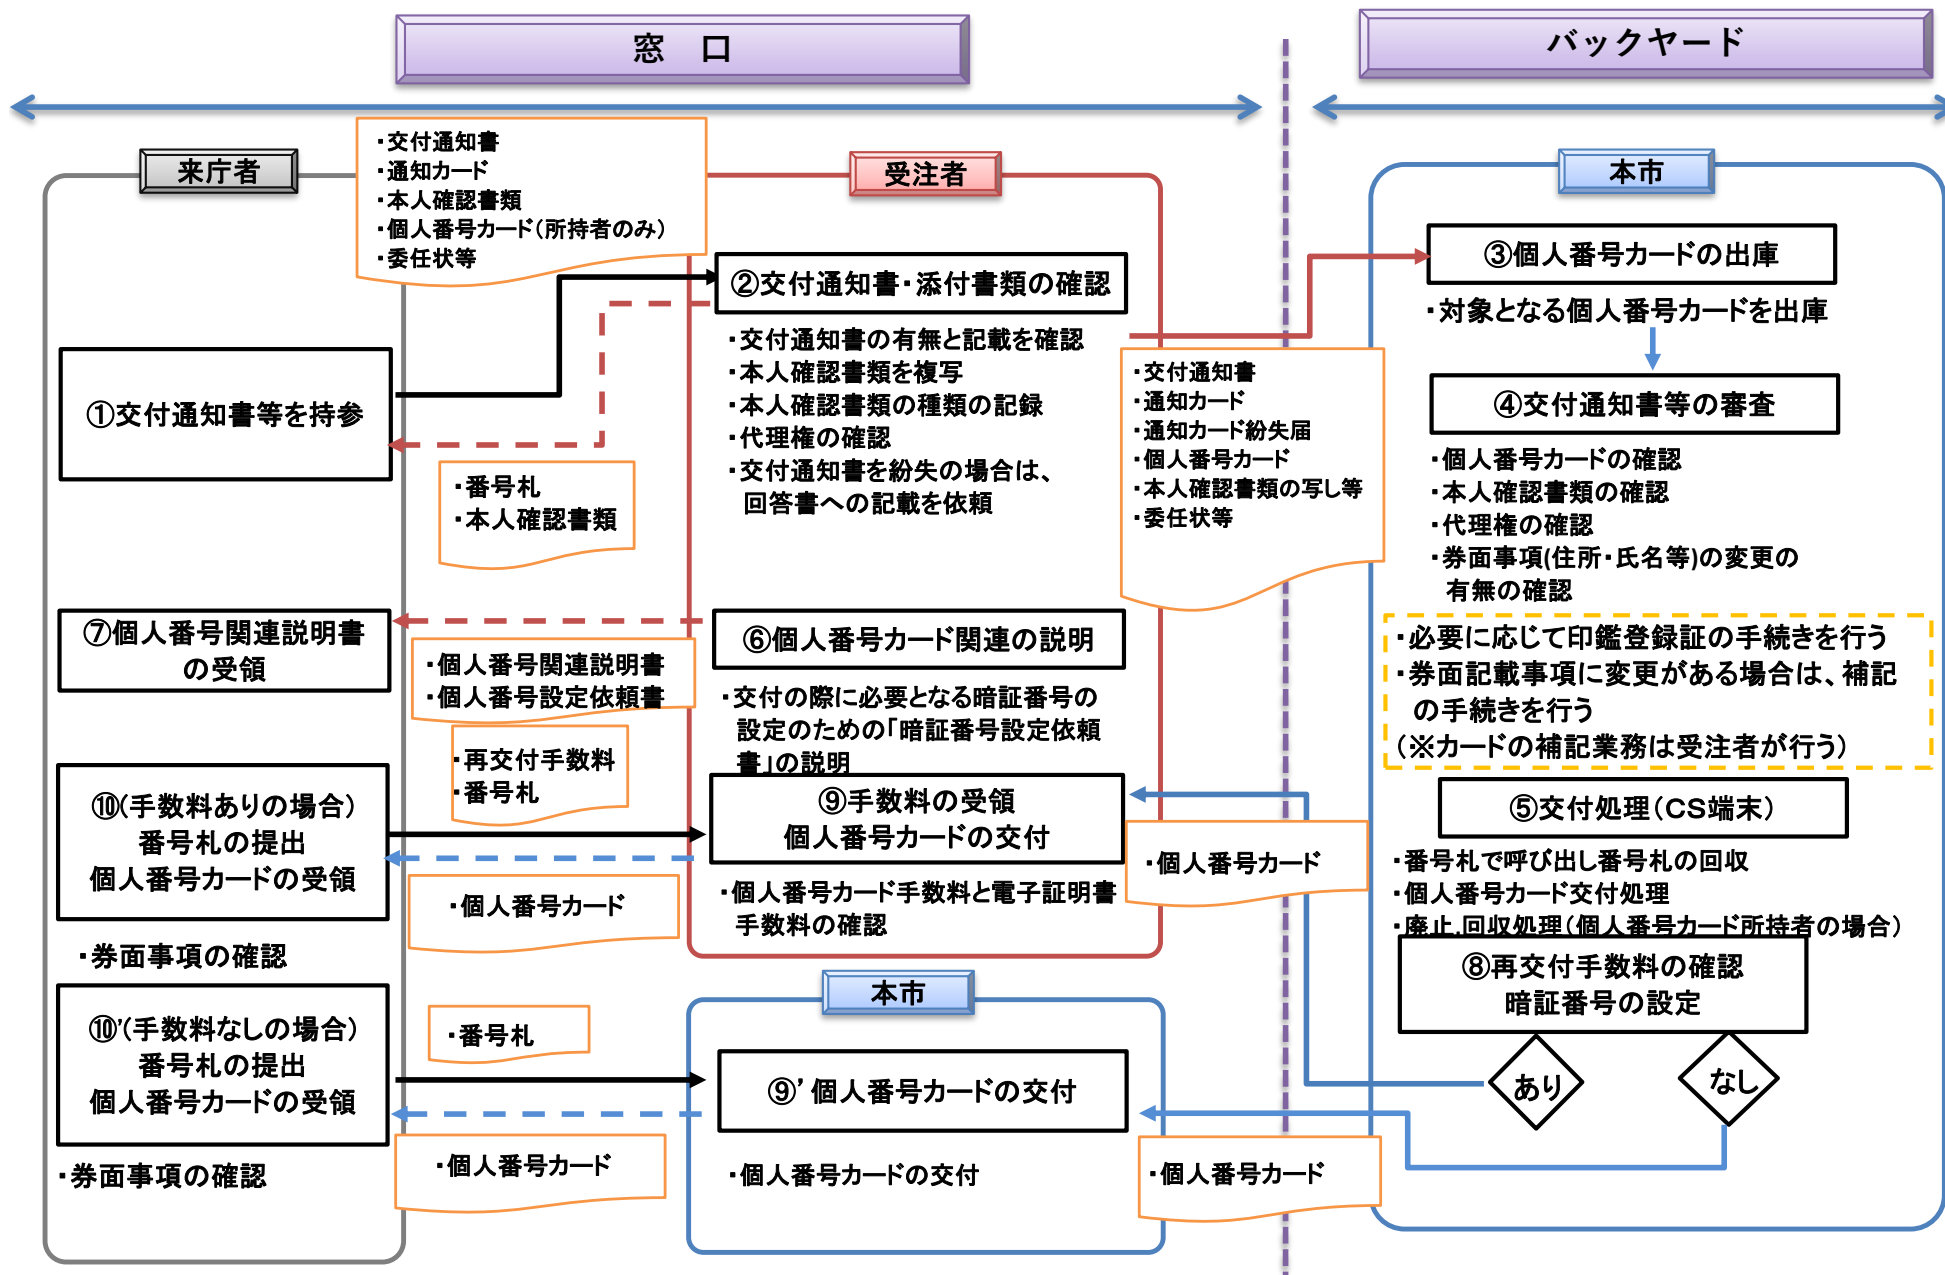 窓　口
バックヤード
来庁者
・交付通知書
・通知カード
・本人確認書類
・個人番号カード（所持者のみ）
・委任状等
受注者
本市
①交付通知書等を持参
②交付通知書・添付書類の確認
・交付通知書の有無と記載を確認
・本人確認書類を複写
・本人確認書類の種類の記録
・代理権の確認
・交付通知書を紛失の場合は、
回答書への記載を依頼
・番号札
・本人確認書類
・交付通知書
・通知カード
・通知カード紛失届
・個人番号カード
・本人確認書類の写し等
・委任状等
③個人番号カードの出庫
・対象となる個人番号カードを出庫
④交付通知書等の審査
・個人番号カードの確認
・本人確認書類の確認
・代理権の確認
・券面事項(住所・氏名等)の変更の
有無の確認
・必要に応じて印鑑登録証の手続きを行う
・券面記載事項に変更がある場合は、補記
の手続きを行う
（※カードの補記業務は受注者が行う）
⑤交付処理（CS端末）
・番号札で呼び出し番号札の回収
・個人番号カード交付処理
・廃止.回収処理（個人番号カード所持者の場合）
⑥個人番号カード関連の説明
・交付の際に必要となる暗証番号の
設定のための「暗証番号設定依頼
書」の説明
⑦個人番号関連説明書
の受領
・個人番号関連説明書
・個人番号設定依頼書
・再交付手数料
・番号札
⑧再交付手数料の確認
暗証番号の設定
あり
なし
⑨手数料の受領
個人番号カードの交付
・個人番号カード手数料と電子証明書
手数料の確認
・個人番号カード
⑩(手数料ありの場合）
番号札の提出
個人番号カードの受領
・券面事項の確認
・個人番号カード
本市
⑨’個人番号カードの交付
・個人番号カードの交付
・個人番号カード
⑩’(手数料なしの場合）
番号札の提出
個人番号カードの受領
・券面事項の確認
・番号札
・個人番号カード